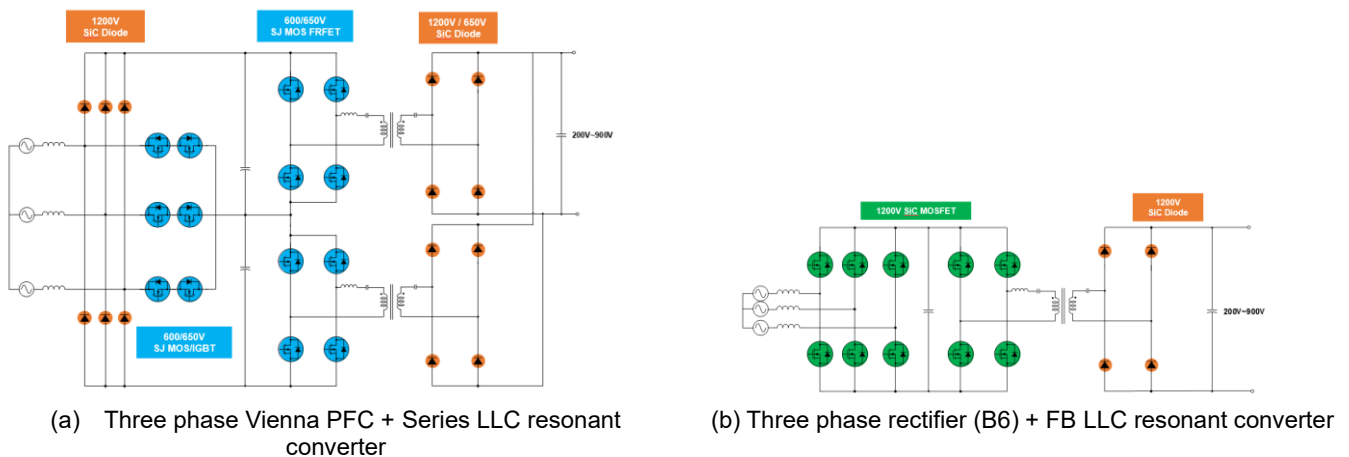 1200V
SiC Diode
600/650V
SJ MOS FRFET
1200V / 650V
SiC Diode
200V~900V
600/650V
SJ MOS/IGBT
(a) Three phase Vienna PFC + Series LLC resonant
converter
1200V SiC MOSFET
1200V
SiC Diode
200V~900V
(b) Three phase rectifier (B6) + FB LLC resonant converter